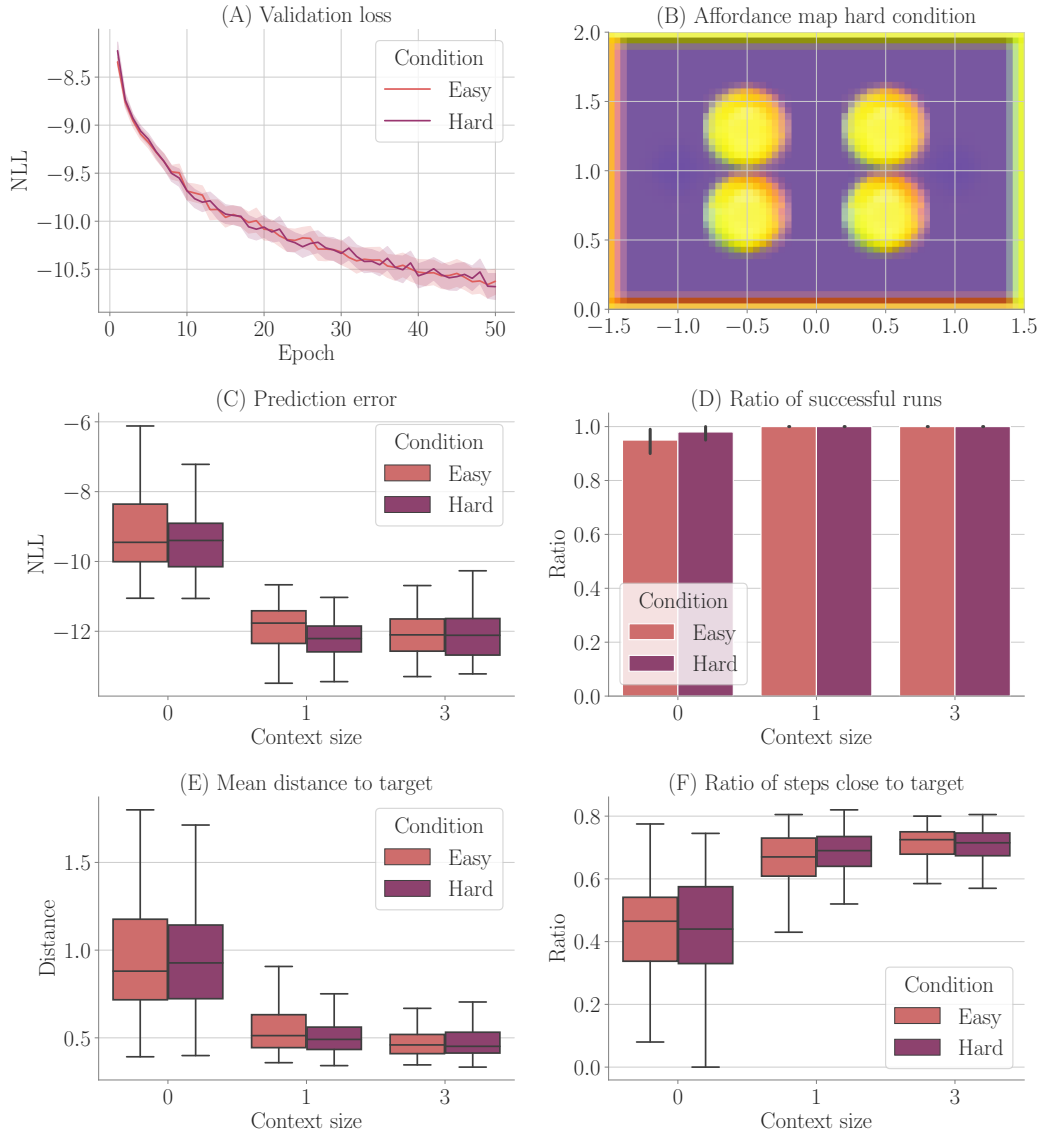 (A) Validation loss
−8.5
−9.0
−9.5
−10.0
−10.5
NLL
0 10 20 30 40 50
Epoch
Condition
Easy
Hard
(B) Affordance map hard condition
2.0
1.5
1.0
0.5
0.0
−1.5 −1.0 −0.5 0.0 0.5 1.0 1.5
(C) Prediction error
−6
−8
−10
−12
NLL
0 1 3
Context size
Condition
Easy
Hard
(D) Ratio of successful runs
1.0
0.8
0.6
0.4
0.2
0.0
Ratio
0 1 3
Context size
Condition
Easy
Hard
(E) Mean distance to target
1.5
1.0
0.5
Distance
0 1 3
Context size
Condition
Easy
Hard
(F) Ratio of steps close to target
0.8
0.6
0.4
0.2
0.0
Ratio
0 1 3
Context size
Condition
Easy
Hard